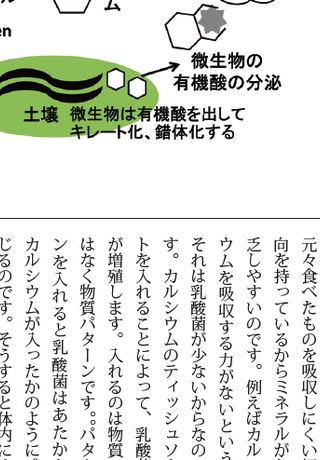 ム
en
微生物の
有機酸の分泌
土壌 微生物は有機酸を出して
キレート化、錯体化する
元々食べたものを吸収しにくい
向を持っているからミネラルが
乏しやすいのです。例えばカル
ウムを吸収する力がないという
それは乳酸菌が少ないからなの
す。カルシウムのティッシュソ
トを入れることによって、乳酸
が増殖します。入れるのは物質
はなく物質パターンです。。パタ
ンを入れると乳酸菌はあたか
カルシウムが入ったかのように
じるのです。そうすると体内に